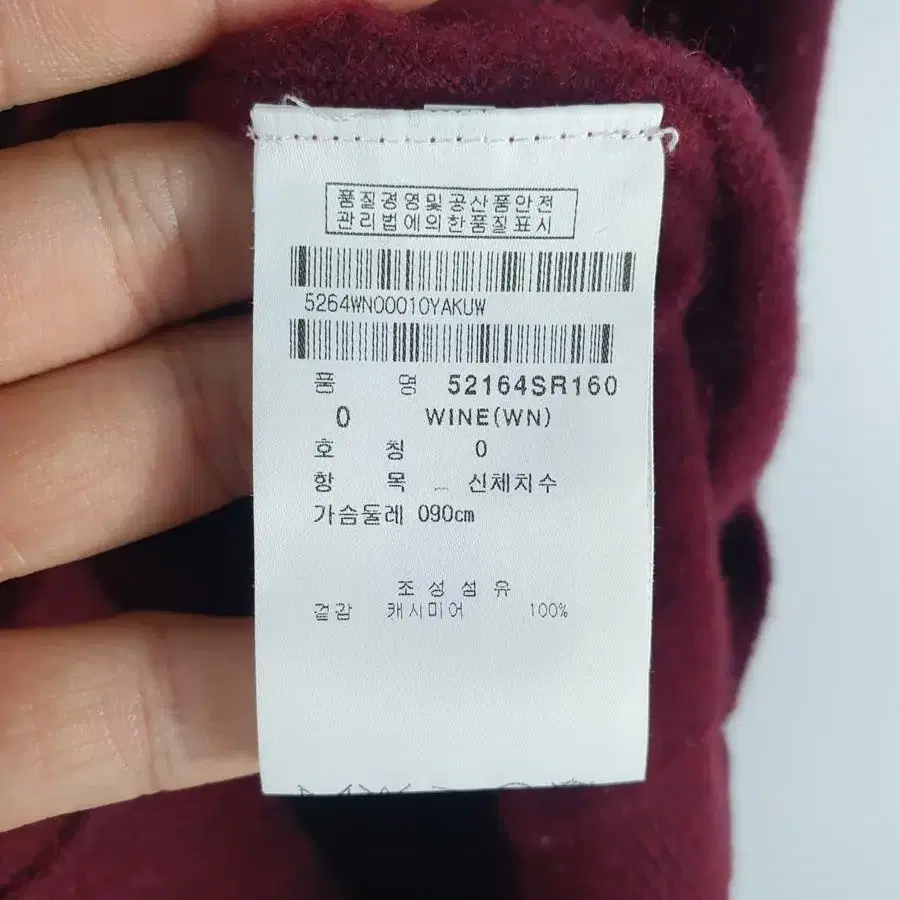 품질경영및공산품안전
관리법에의한품질표시
5264WN00010YAKUW
품 명 52164SR160
0 WINE(WN)
호 칭 0
항 목 신체치수
가슴둘레 090cm
조성섬유
겉감 캐시미어 100%